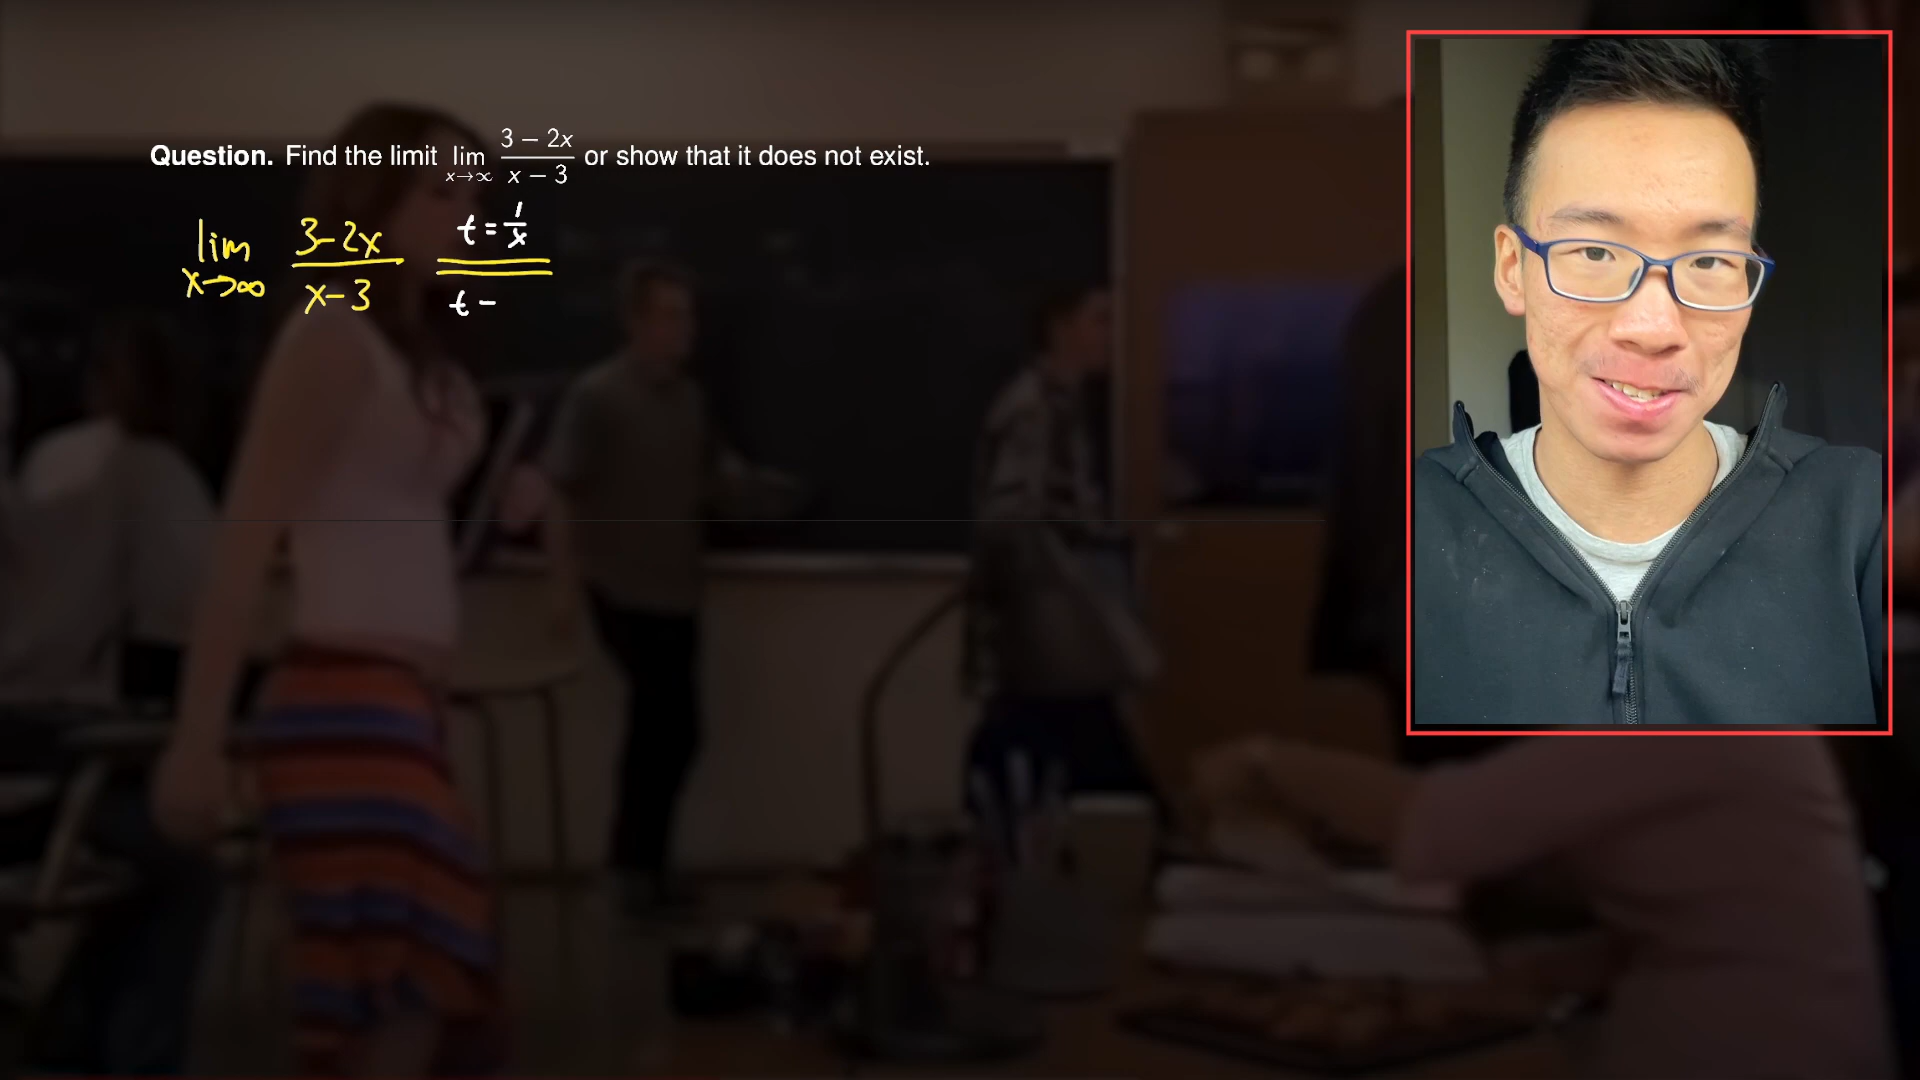 Question. Find the limit lim x→∞ (3 − 2x)/(x − 3) or show that it does not exist.
lim x→∞ (3-2x)/(x-3) t = 1/x
t -